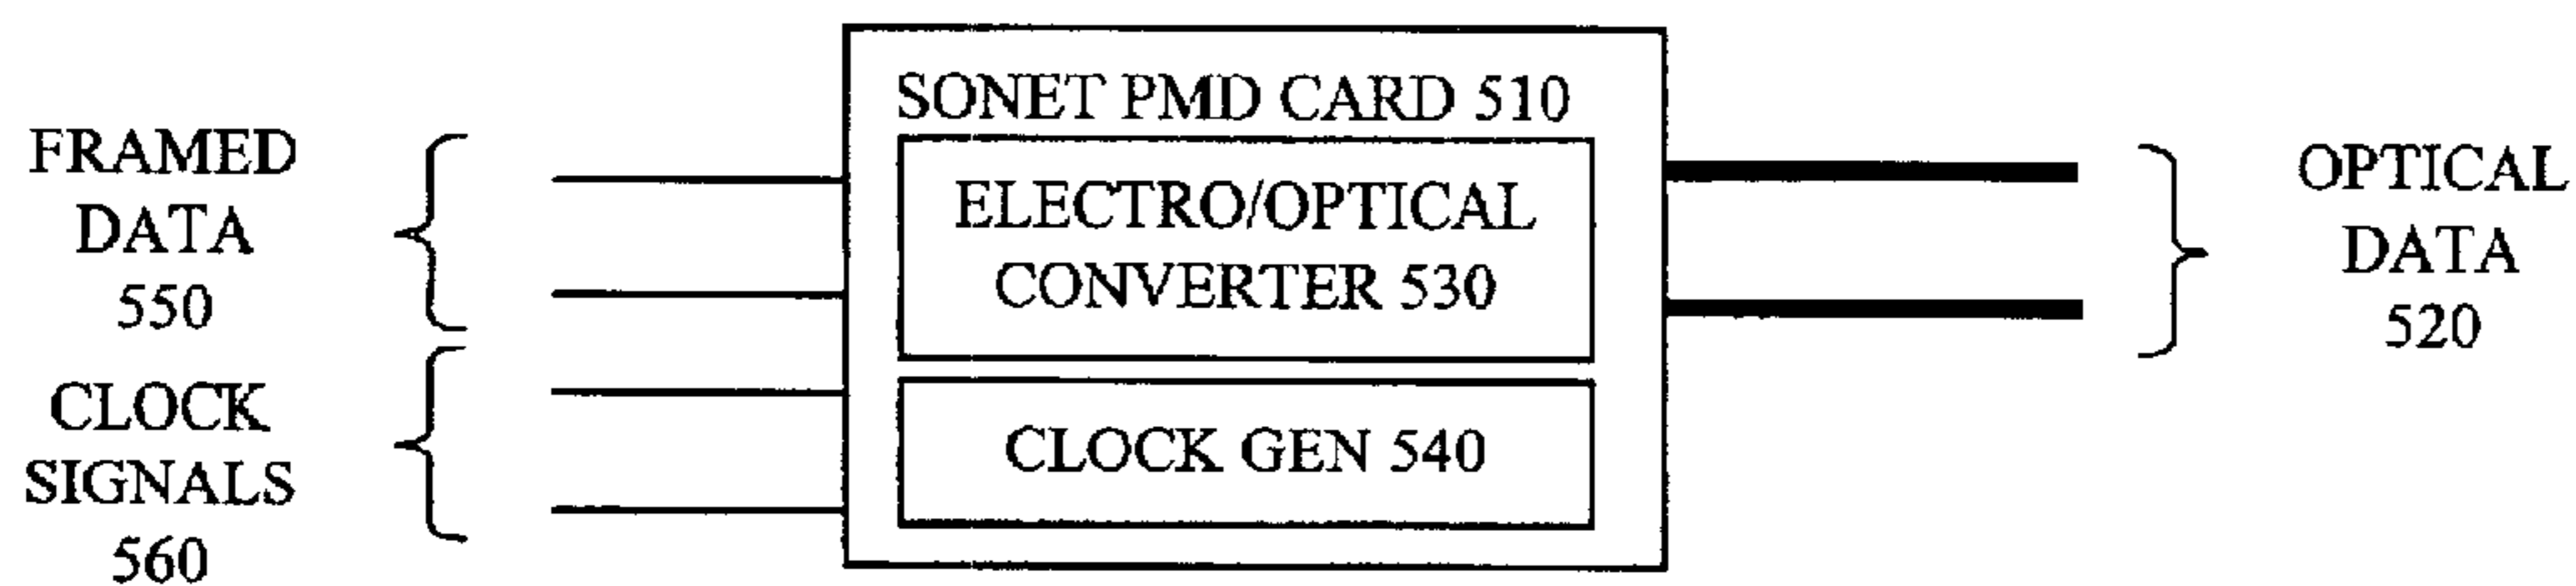 SONET PMD CARD 510
FRAMED
DATA
550
ELECTRO/OPTICAL
CONVERTER 530
OPTICAL
DATA
520
CLOCK
SIGNALS
560
CLOCK GEN 540